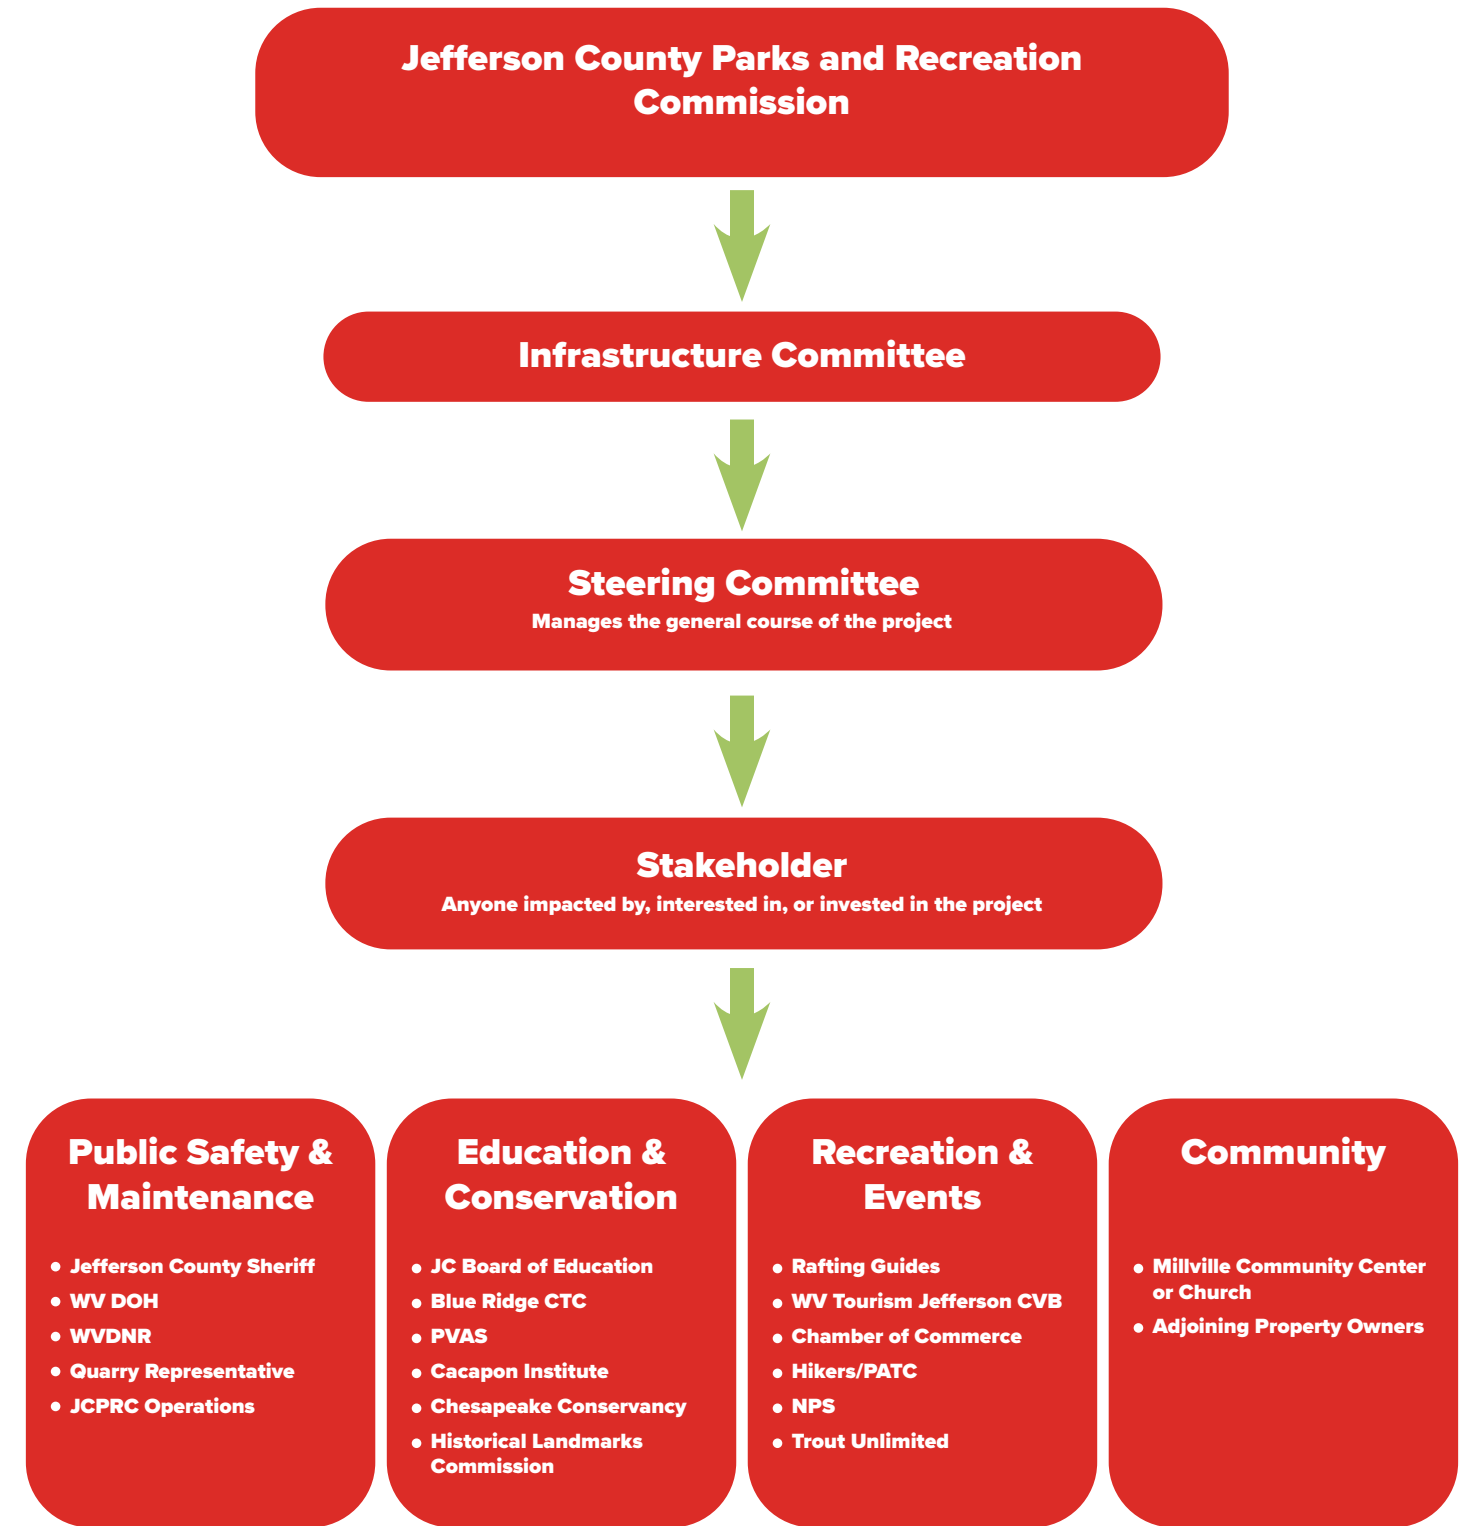 Jefferson County Parks and Recreation
Commission
Infrastructure Committee
Steering Committee
Manages the general course of the project
Stakeholder
Anyone impacted by, interested in, or invested in the project
Public Safety &
Maintenance
• Jefferson County Sheriff
• WV DOH
• WVDNR
• Quarry Representative
• JCPRC Operations
Education &
Conservation
• JC Board of Education
• Blue Ridge CTC
• PVAS
• Cacapon Institute
• Chesapeake Conservancy
• Historical Landmarks
Commission
Recreation &
Events
• Rafting Guides
• WV Tourism Jefferson CVB
• Chamber of Commerce
• Hikers/PATC
• NPS
• Trout Unlimited
Community
• Millville Community Center
or Church
• Adjoining Property Owners